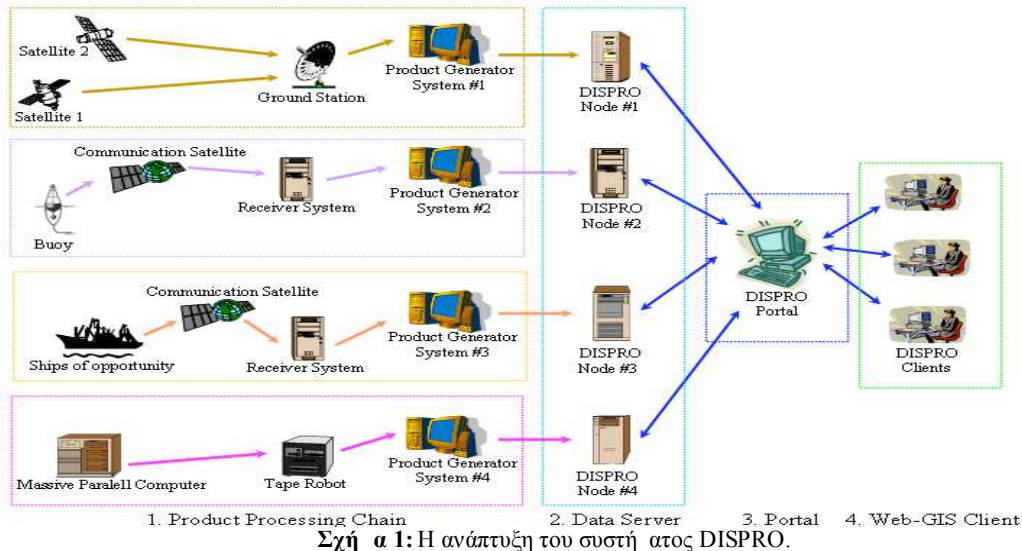 Satellite 2
Satellite 1
Ground Station
Product Generator
System #1
DISPRO
Node #1
Communication Satellite
Buoy
Receiver System
Product Generator
System #2
DISPRO
Node #2
Communication Satellite
Ships of opportunity
Receiver System
Product Generator
System #3
DISPRO
Node #3
Massive Paralell Computer
Tape Robot
Product Generator
System #4
DISPRO
Node #4
DISPRO
Portal
DISPRO
Clients
1. Product Processing Chain
2. Data Server
3. Portal
4. Web-GIS Client
Σχή α 1: Η ανάπτυξη του συστή ατος DISPRO.